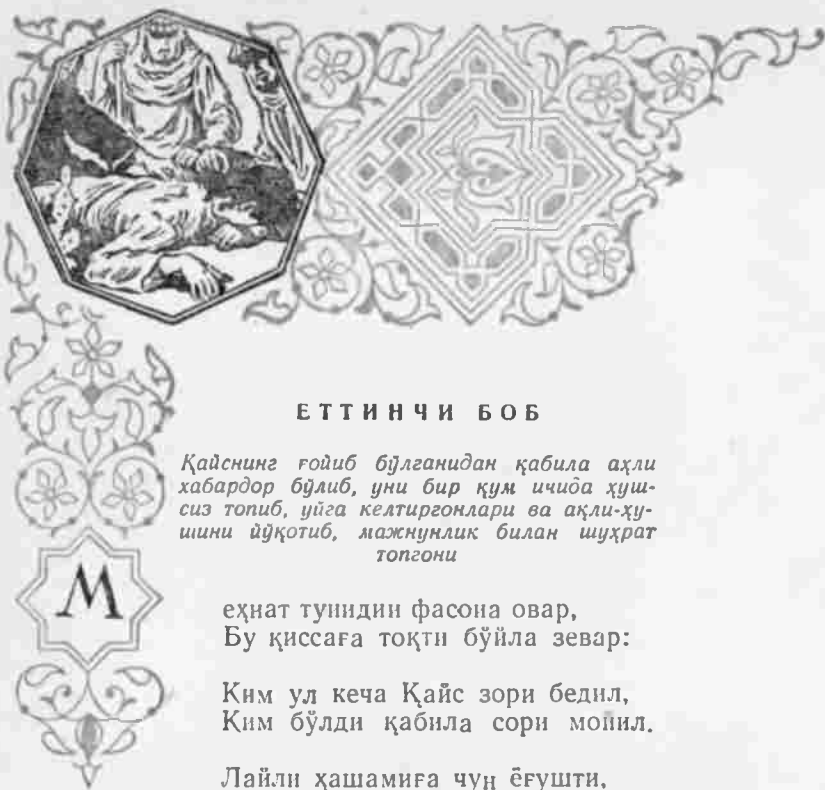 ЕТТИНЧИ БОБ
Қайснинг ғойиб бўлганидан қабила аҳли
хабардор бўлиб, уни бир қум ичида ҳуш-
сиз топиб, уйга келтиргонлари ва ақли-ҳу-
шини йўқотиб, мажнунлик билан шуҳрат
топгони
М
еҳнат тунидин фасона овар,
Бу қиссаға тоқти бўйла зевар:
Ким ул кеча Қайс зори бедил,
Ким бўлди қабила сори мойил.
Лайли ҳашамиға чун ёғушти,